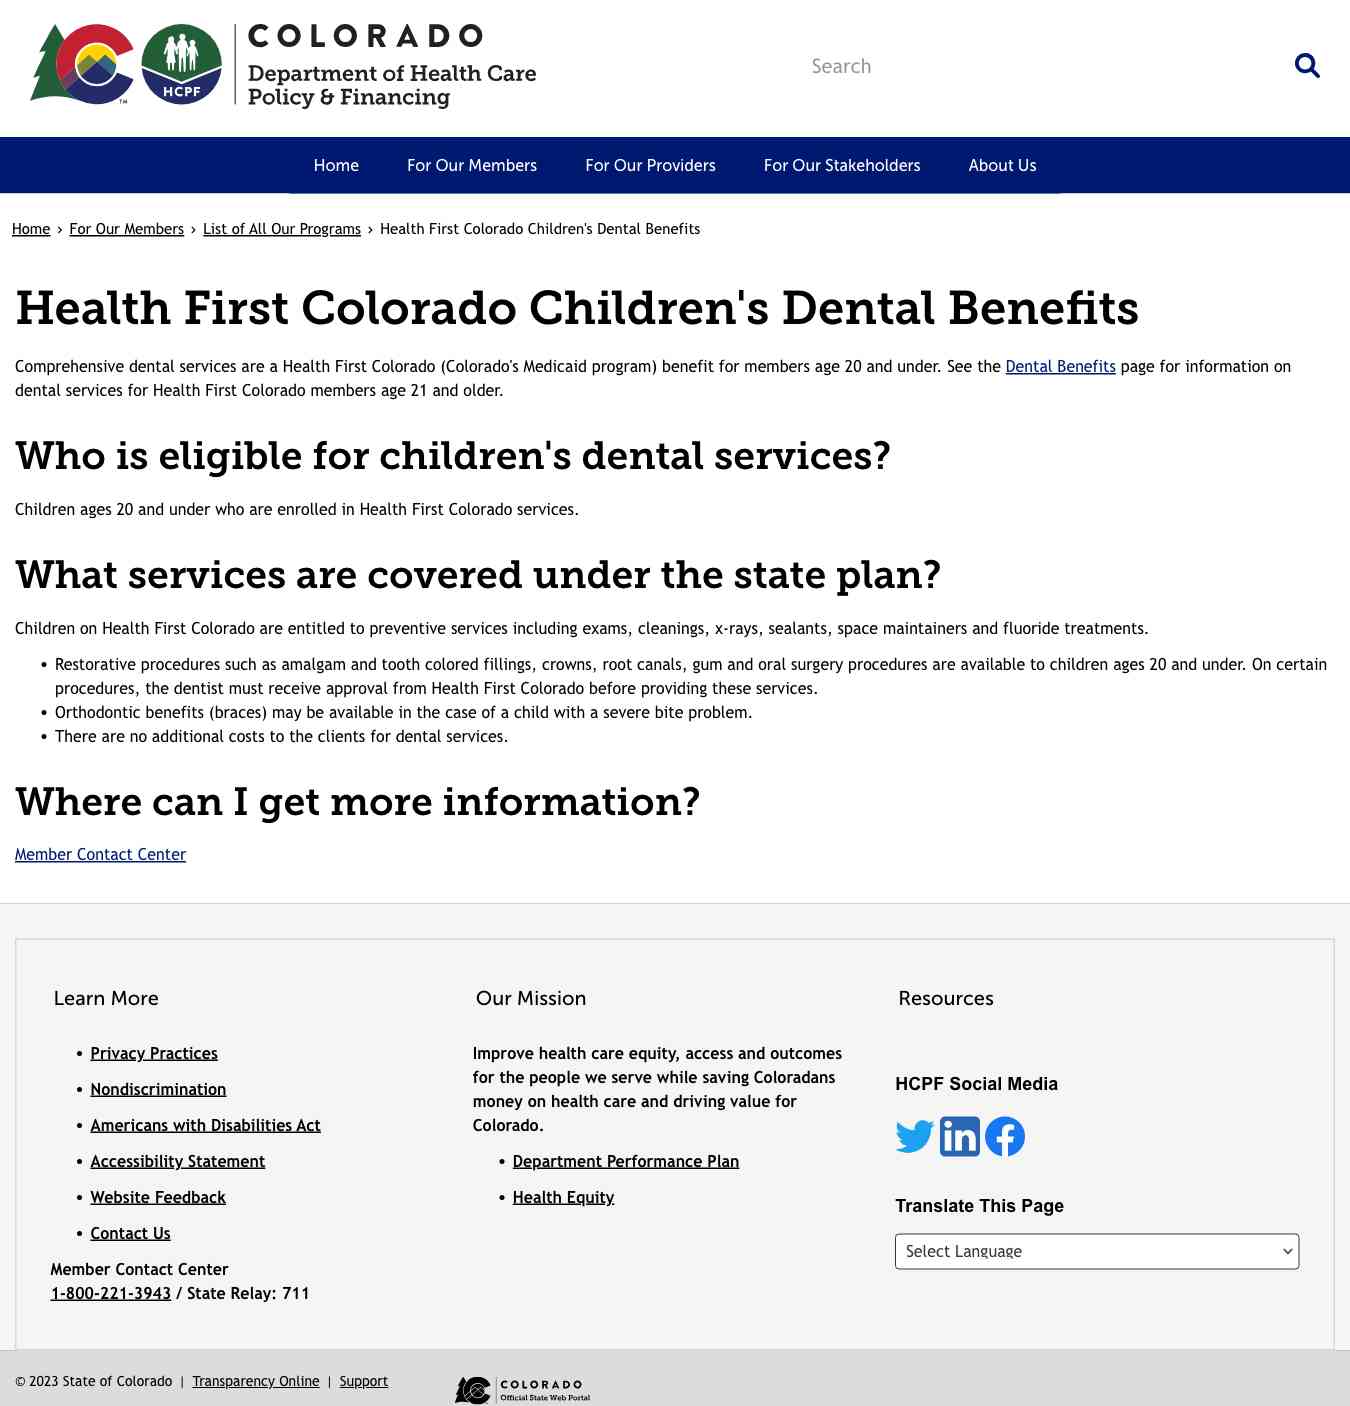 COLORADO
Department of Health Care
Policy & Financing
HCPF
TM
Search
Home
For Our Members
For Our Providers
For Our Stakeholders
About Us
Home › For Our Members › List of All Our Programs › Health First Colorado Children's Dental Benefits
Health First Colorado Children's Dental Benefits
Comprehensive dental services are a Health First Colorado (Colorado's Medicaid program) benefit for members age 20 and under. See the Dental Benefits page for information on
dental services for Health First Colorado members age 21 and older.
Who is eligible for children's dental services?
Children ages 20 and under who are enrolled in Health First Colorado services.
What services are covered under the state plan?
Children on Health First Colorado are entitled to preventive services including exams, cleanings, x-rays, sealants, space maintainers and fluoride treatments.
• Restorative procedures such as amalgam and tooth colored fillings, crowns, root canals, gum and oral surgery procedures are available to children ages 20 and under. On certain
procedures, the dentist must receive approval from Health First Colorado before providing these services.
• Orthodontic benefits (braces) may be available in the case of a child with a severe bite problem.
• There are no additional costs to the clients for dental services.
Where can I get more information?
Member Contact Center
Learn More
• Privacy Practices
• Nondiscrimination
• Americans with Disabilities Act
• Accessibility Statement
• Website Feedback
• Contact Us
Member Contact Center
1-800-221-3943 / State Relay: 711
Our Mission
Improve health care equity, access and outcomes
for the people we serve while saving Coloradans
money on health care and driving value for
Colorado.
• Department Performance Plan
• Health Equity
Resources
HCPF Social Media
in
Translate This Page
Select Language
© 2023 State of Colorado | Transparency Online | Support
COLORADO
Official State Web Portal